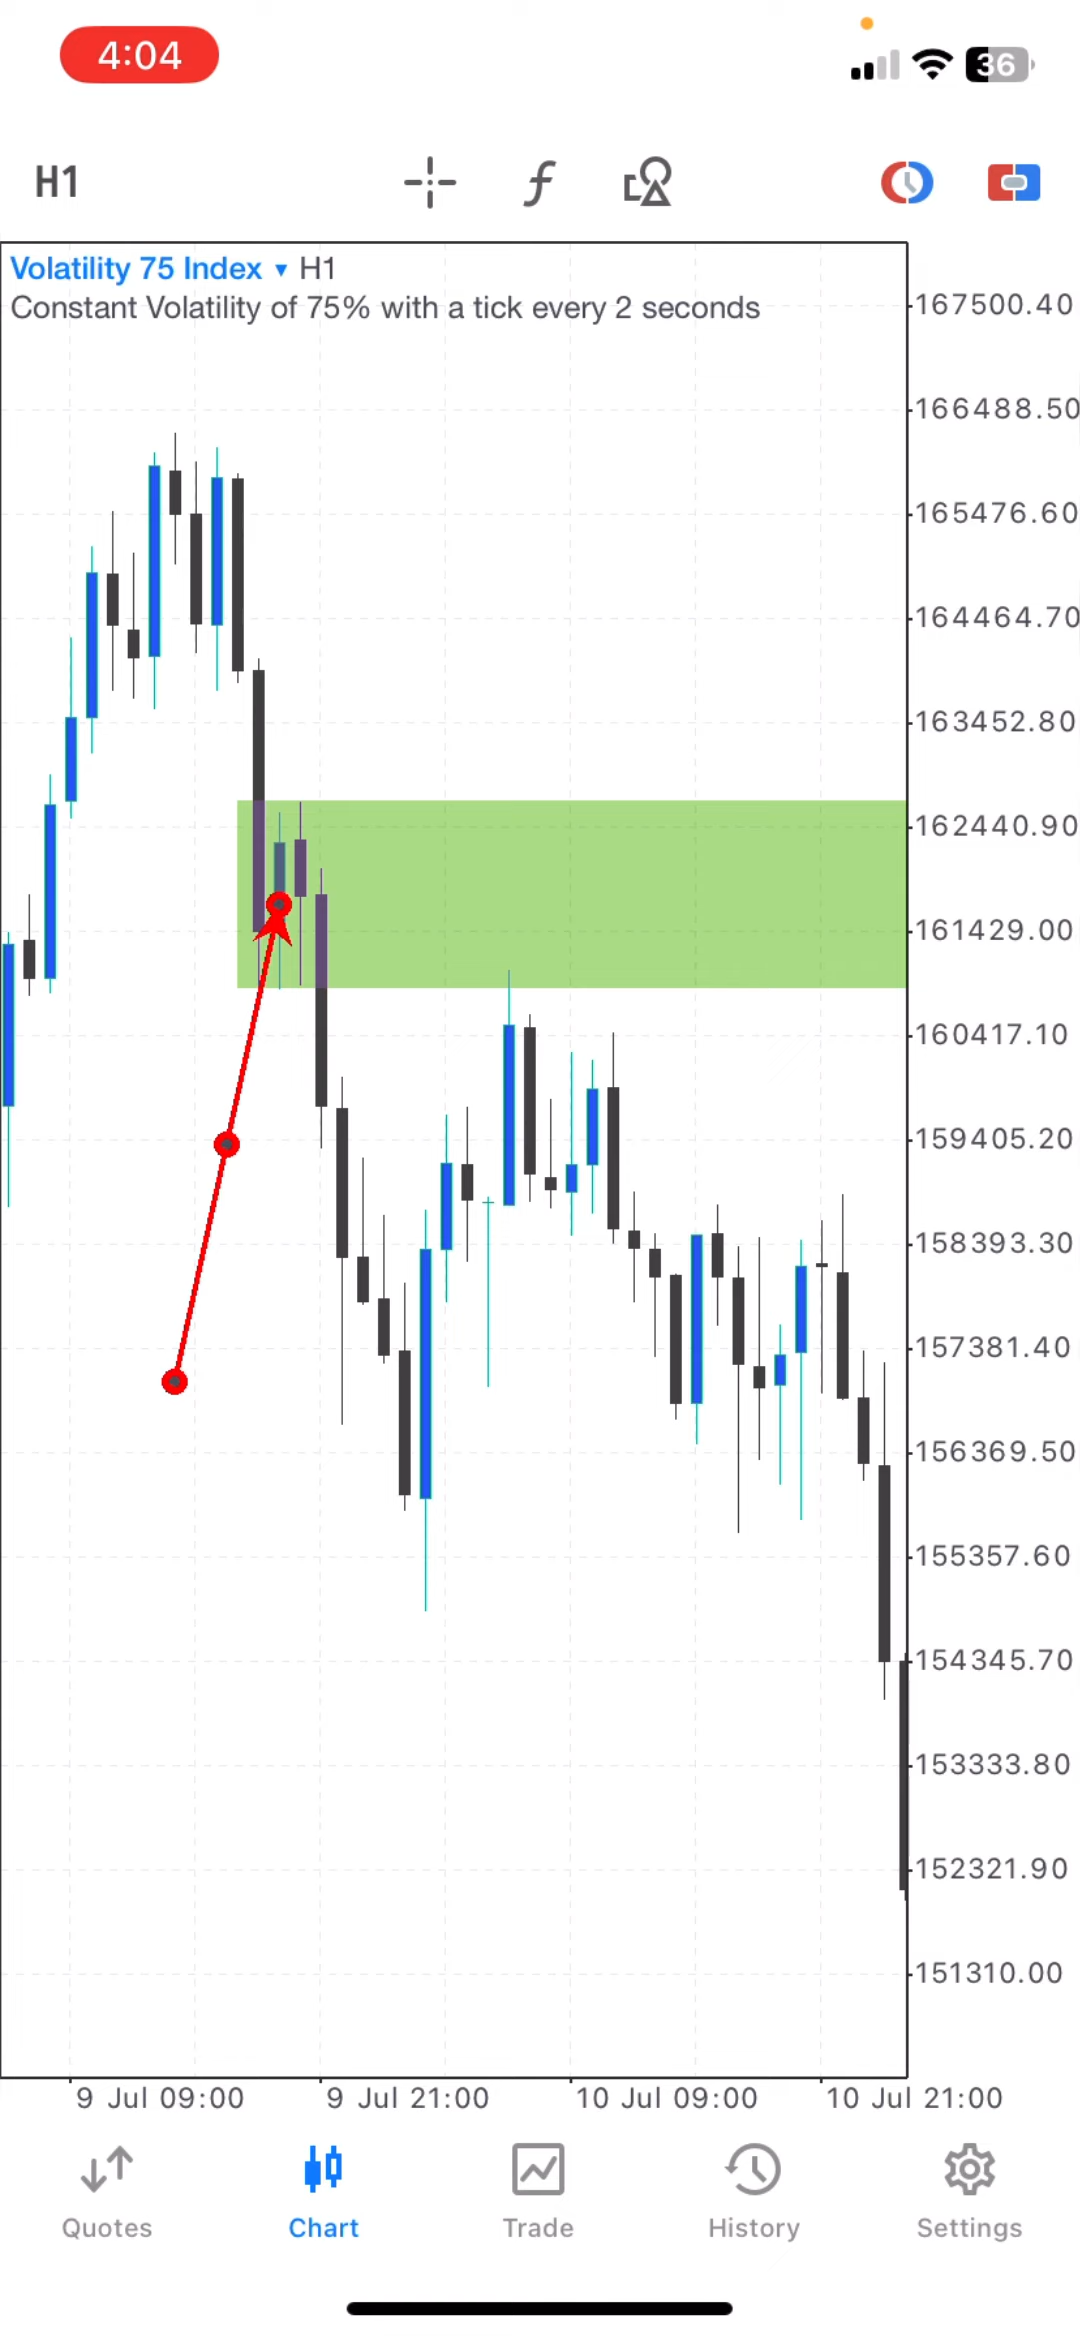 4:04
36
H1
Volatility 75 Index ▾ H1
Constant Volatility of 75% with a tick every 2 seconds
167500.40
166488.50
165476.60
164464.70
163452.80
162440.90
161429.00
160417.10
159405.20
158393.30
157381.40
156369.50
155357.60
154345.70
153333.80
152321.90
151310.00
9 Jul 09:00
9 Jul 21:00
10 Jul 09:00
10 Jul 21:00
Quotes
Chart
Trade
History
Settings